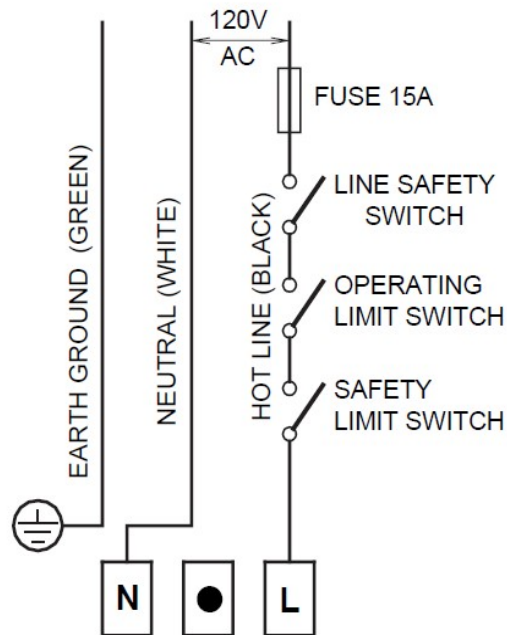 120V
AC
FUSE 15A
LINE SAFETY
SWITCH
OPERATING
LIMIT SWITCH
SAFETY
LIMIT SWITCH
EARTH GROUND (GREEN)
NEUTRAL (WHITE)
HOT LINE (BLACK)
N
L